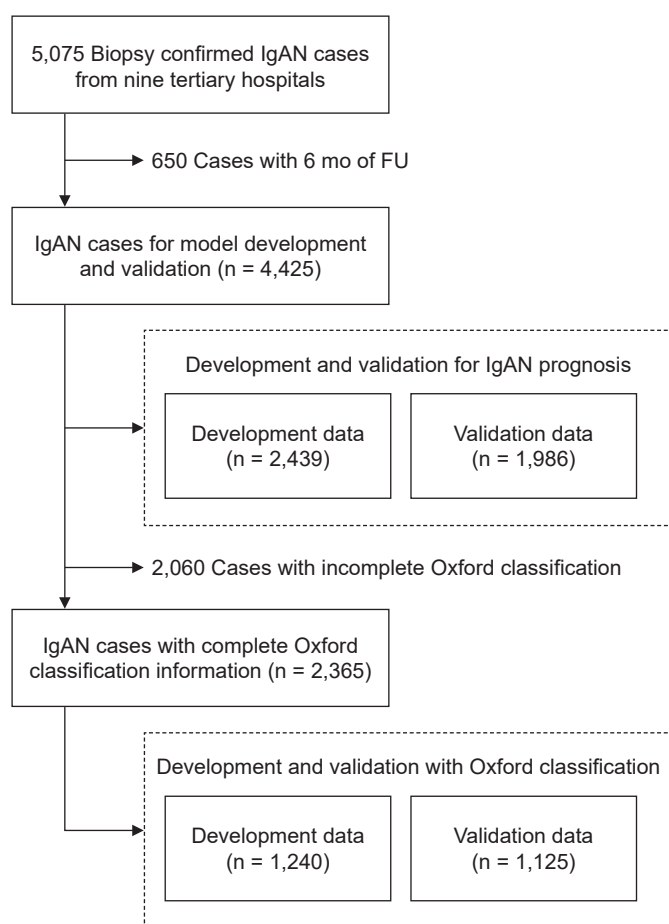 5,075 Biopsy confirmed IgAN cases
from nine tertiary hospitals
650 Cases with 6 mo of FU
IgAN cases for model development
and validation (n = 4,425)
Development and validation for IgAN prognosis
Development data
(n = 2,439)
Validation data
(n = 1,986)
2,060 Cases with incomplete Oxford classification
IgAN cases with complete Oxford
classification information (n = 2,365)
Development and validation with Oxford classification
Development data
(n = 1,240)
Validation data
(n = 1,125)